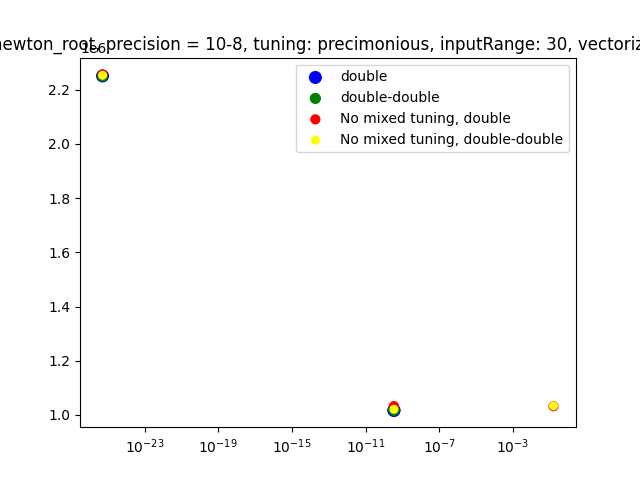 newton_root, precision = 10-8, tuning: precimonious, inputRange: 30, vectoriz
1e6
double
double-double
No mixed tuning, double
No mixed tuning, double-double
2.2
2.0
1.8
1.6
1.4
1.2
1.0
10⁻²³ 10⁻¹⁹ 10⁻¹⁵ 10⁻¹¹ 10⁻⁷ 10⁻³